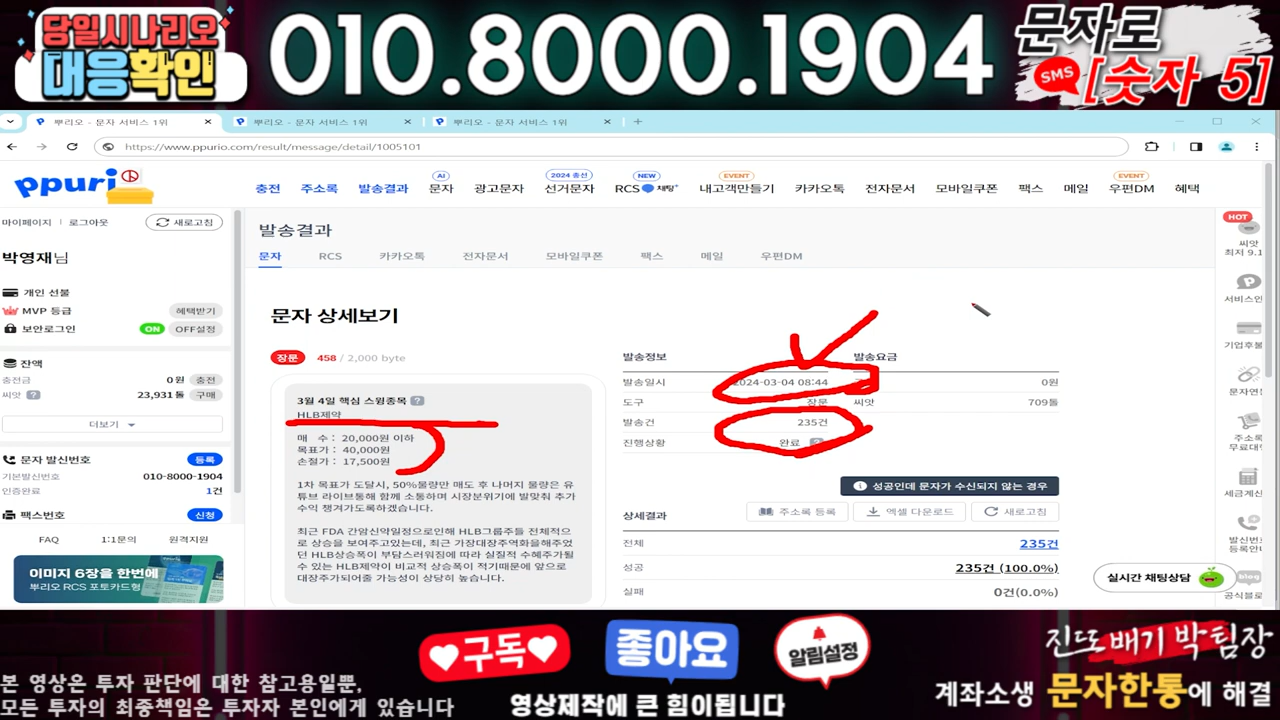 당일시나리오
대응확인
010.8000.1904
문자로
SMS
[숫자 5]
뿌리오 - 문자 서비스 1위
뿌리오 - 문자 서비스 1위
뿌리오 - 문자 서비스 1위
https://www.ppurio.com/result/message/detail/1005101
ppuri
충전
주소록
발송결과
AI
문자
광고문자
2024 총선
선거문자
NEW
RCS 채팅+
EVENT
내고객만들기
카카오톡
전자문서
모바일쿠폰
팩스
메일
EVENT
우편DM
혜택
마이페이지 | 로그아웃
새로고침
박영재님
개인 선불
MVP 등급
혜택받기
보안로그인
ON
OFF설정
잔액
충전금
0원
충전
씨앗 ?
23,931 톨
구매
더보기
문자 발신번호
등록
기본발신번호
010-8000-1904
인증완료
1건
팩스번호
신청
FAQ
1:1문의
원격지원
이미지 6장을 한번에
뿌리오 RCS 포토카드형
발송결과
문자
RCS
카카오톡
전자문서
모바일쿠폰
팩스
메일
우편DM
문자 상세보기
장문
458 / 2,000 byte
3월 4일 핵심 스윙종목 ?
HLB제약
매 수 : 20,000원 이하
목표가 : 40,000원
손절가 : 17,500원
1차 목표가 도달시, 50%물량만 매도 후 나머지 물량은 유
튜브 라이브통해 함께 소통하며 시장분위기에 발맞춰 추가
수익 챙겨가도록하겠습니다.
최근 FDA 간암신약일정으로인해 HLB그룹주들 전체적으
로 상승을 보여주고있는데, 최근 가장대장주역화을해주었
던 HLB상승폭이 부담스러워짐에 따라 실질적 수혜주가될
수 있는 HLB제약이 비교적 상승폭이 적기때문에 앞으로
대장주가되어줄 가능성이 상당히 높습니다.
발송정보
발송일시
2024-03-04 08:44
도구
장문
발송건
235건
진행상황
완료 ?
발송요금
0원
씨앗
709톨
성공인데 문자가 수신되지 않는 경우
상세결과
주소록 등록
엑셀 다운로드
새로고침
전체
235건
성공
235건 (100.0%)
실패
0건(0.0%)
HOT
씨앗
최저 9.1
서비스인
기업후불
문자연동
주소록
무료대량
세금계산
발신번호
등록안내
blog
공식블로
실시간 채팅상담
구독
좋아요
알림설정
영상제작에 큰 힘이됩니다
본 영상은 투자 판단에 대한 참고용일뿐,
모든 투자의 최종책임은 투자자 본인에게 있습니다
진또배기 박팀장
계좌소생 문자한통에 해결